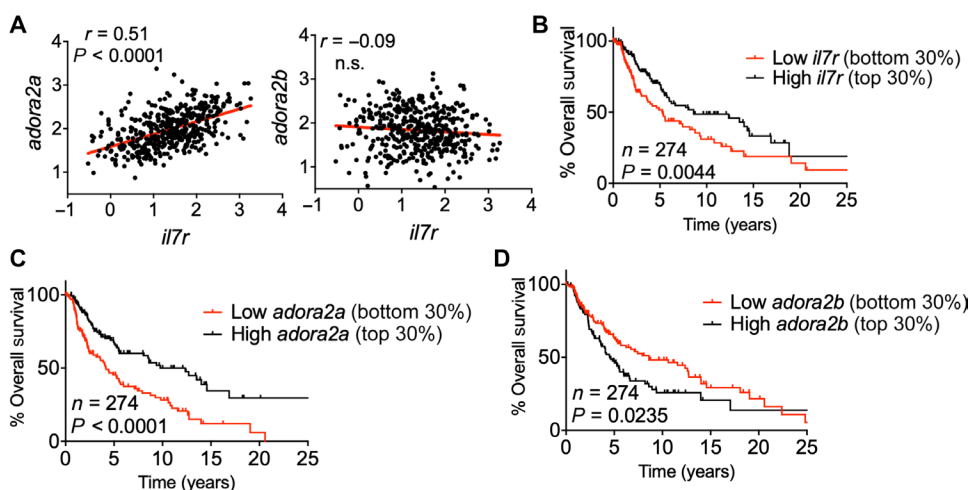 A
r = 0.51
P < 0.0001
adora2a
4
3
2
1
−1
0
1
2
3
4
il7r
r = −0.09
n.s.
adora2b
4
3
2
1
−1
0
1
2
3
4
il7r
B
% Overall survival
100
50
0
Low il7r (bottom 30%)
High il7r (top 30%)
n = 274
P = 0.0044
0
5
10
15
20
25
Time (years)
C
% Overall survival
100
50
0
Low adora2a (bottom 30%)
High adora2a (top 30%)
n = 274
P < 0.0001
0
5
10
15
20
25
Time (years)
D
% Overall survival
100
50
0
Low adora2b (bottom 30%)
High adora2b (top 30%)
n = 274
P = 0.0235
0
5
10
15
20
25
Time (years)